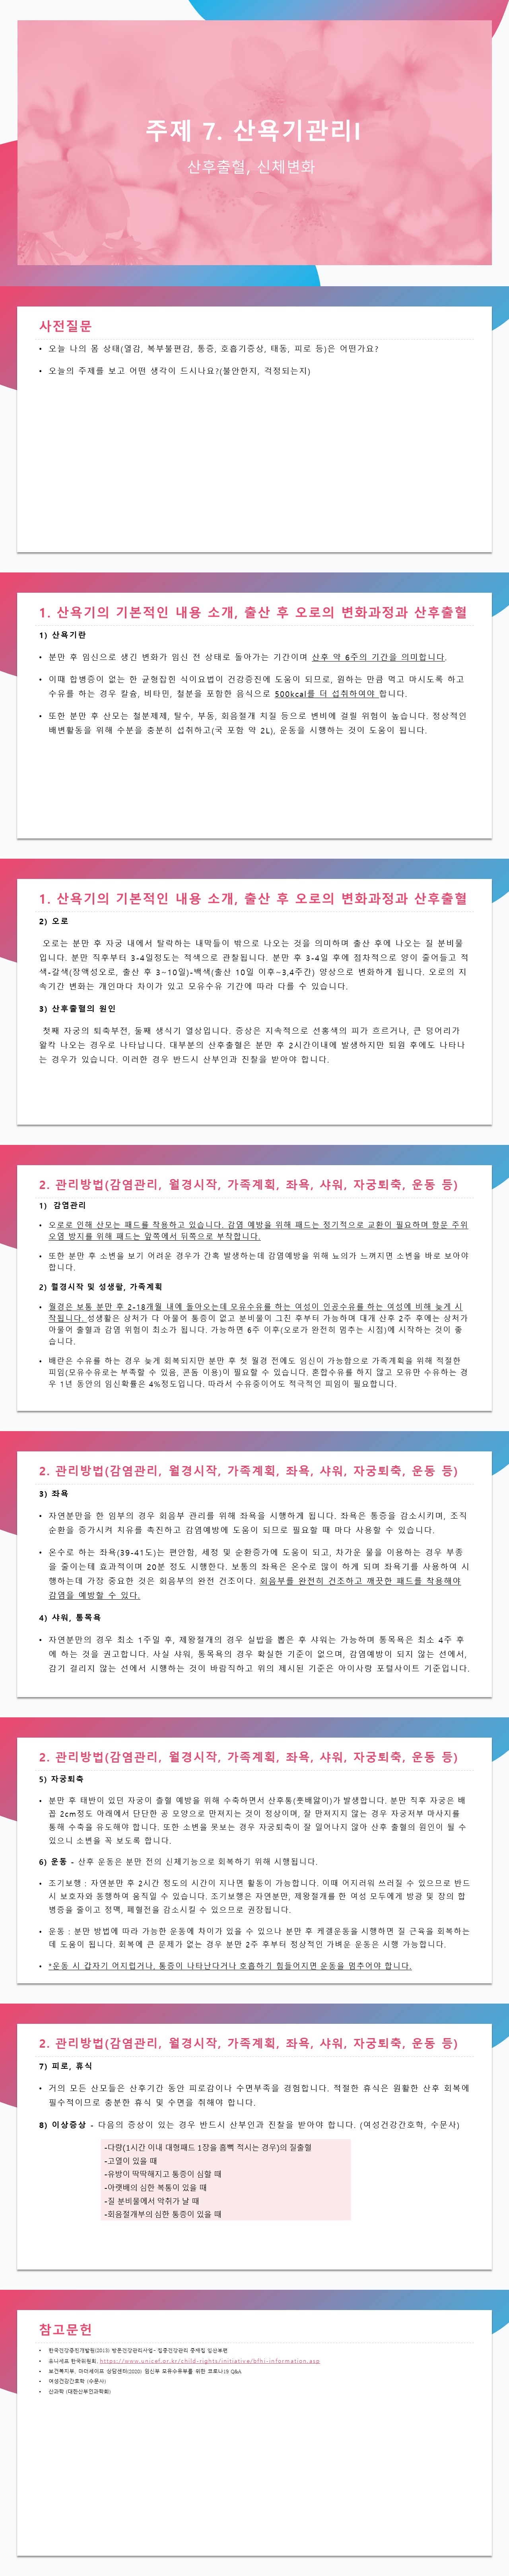 주제 7. 산욕기관리I
산후출혈, 신체변화
사전질문
• 오늘 나의 몸 상태(열감, 복부불편감, 통증, 호흡기증상, 태동, 피로 등)은 어떤가요?
• 오늘의 주제를 보고 어떤 생각이 드시나요?(불안한지, 걱정되는지)
1. 산욕기의 기본적인 내용 소개, 출산 후 오로의 변화과정과 산후출혈
1) 산욕기란
• 분만 후 임신으로 생긴 변화가 임신 전 상태로 돌아가는 기간이며 산후 약 6주의 기간을 의미합니다.
• 이때 합병증이 없는 한 균형잡힌 식이요법이 건강증진에 도움이 되므로, 원하는 만큼 먹고 마시도록 하고
수유를 하는 경우 칼슘, 비타민, 철분을 포함한 음식으로 500kcal를 더 섭취하여야 합니다.
• 또한 분만 후 산모는 철분제제, 탈수, 부동, 회음절개 치질 등으로 변비에 걸릴 위험이 높습니다. 정상적인
배변활동을 위해 수분을 충분히 섭취하고(국 포함 약 2L), 운동을 시행하는 것이 도움이 됩니다.
1. 산욕기의 기본적인 내용 소개, 출산 후 오로의 변화과정과 산후출혈
2) 오로
오로는 분만 후 자궁 내에서 탈락하는 내막들이 밖으로 나오는 것을 의미하며 출산 후에 나오는 질 분비물
입니다. 분만 직후부터 3-4일정도는 적색으로 관찰됩니다. 분만 후 3-4일 후에 점차적으로 양이 줄어들고 적
색-갈색(장액성오로, 출산 후 3~10일)-백색(출산 10일 이후~3,4주간) 양상으로 변화하게 됩니다. 오로의 지
속기간 변화는 개인마다 차이가 있고 모유수유 기간에 따라 다를 수 있습니다.
3) 산후출혈의 원인
첫째 자궁의 퇴축부전, 둘째 생식기 열상입니다. 증상은 지속적으로 선홍색의 피가 흐르거나, 큰 덩어리가
왈칵 나오는 경우로 나타납니다. 대부분의 산후출혈은 분만 후 2시간이내에 발생하지만 퇴원 후에도 나타나
는 경우가 있습니다. 이러한 경우 반드시 산부인과 진찰을 받아야 합니다.
2. 관리방법(감염관리, 월경시작, 가족계획, 좌욕, 샤워, 자궁퇴축, 운동 등)
1) 감염관리
• 오로로 인해 산모는 패드를 착용하고 있습니다. 감염 예방을 위해 패드는 정기적으로 교환이 필요하며 항문 주위
오염 방지를 위해 패드는 앞쪽에서 뒤쪽으로 부착합니다.
• 또한 분만 후 소변을 보기 어려운 경우가 간혹 발생하는데 감염예방을 위해 뇨의가 느껴지면 소변을 바로 보아야
합니다.
2) 월경시작 및 성생활, 가족계획
• 월경은 보통 분만 후 2-18개월 내에 돌아오는데 모유수유를 하는 여성이 인공수유를 하는 여성에 비해 늦게 시
작됩니다. 성생활은 상처가 다 아물어 통증이 없고 분비물이 그친 후부터 가능하며 대개 산후 2주 후에는 상처가
아물어 출혈과 감염 위험이 최소가 됩니다. 가능하면 6주 이후(오로가 완전히 멈추는 시점)에 시작하는 것이 좋
습니다.
• 배란은 수유를 하는 경우 늦게 회복되지만 분만 후 첫 월경 전에도 임신이 가능함으로 가족계획을 위해 적절한
피임(모유수유로는 부족할 수 있음, 콘돔 이용)이 필요할 수 있습니다. 혼합수유를 하지 않고 모유만 수유하는 경
우 1년 동안의 임신확률은 4%정도입니다. 따라서 수유중이어도 적극적인 피임이 필요합니다.
2. 관리방법(감염관리, 월경시작, 가족계획, 좌욕, 샤워, 자궁퇴축, 운동 등)
3) 좌욕
• 자연분만을 한 임부의 경우 회음부 관리를 위해 좌욕을 시행하게 됩니다. 좌욕은 통증을 감소시키며, 조직
순환을 증가시켜 치유를 촉진하고 감염예방에 도움이 되므로 필요할 때 마다 사용할 수 있습니다.
• 온수로 하는 좌욕(39-41도)는 편안함, 세정 및 순환증가에 도움이 되고, 차가운 물을 이용하는 경우 부종
을 줄이는데 효과적이며 20분 정도 시행한다. 보통의 좌욕은 온수로 많이 하게 되며 좌욕기를 사용하여 시
행하는데 가장 중요한 것은 회음부의 완전 건조이다. 회음부를 완전히 건조하고 깨끗한 패드를 착용해야
감염을 예방할 수 있다.
4) 샤워, 통목욕
• 자연분만의 경우 최소 1주일 후, 제왕절개의 경우 실밥을 뽑은 후 샤워는 가능하며 통목욕은 최소 4주 후
에 하는 것을 권고합니다. 사실 샤워, 통목욕의 경우 확실한 기준이 없으며, 감염예방이 되지 않는 선에서,
감기 걸리지 않는 선에서 시행하는 것이 바람직하고 위의 제시된 기준은 아이사랑 포털사이트 기준입니다.
2. 관리방법(감염관리, 월경시작, 가족계획, 좌욕, 샤워, 자궁퇴축, 운동 등)
5) 자궁퇴축
• 분만 후 태반이 있던 자궁이 출혈 예방을 위해 수축하면서 산후통(훗배앓이)가 발생합니다. 분만 직후 자궁은 배
꼽 2cm정도 아래에서 단단한 공 모양으로 만져지는 것이 정상이며, 잘 만져지지 않는 경우 자궁저부 마사지를
통해 수축을 유도해야 합니다. 또한 소변을 못보는 경우 자궁퇴축이 잘 일어나지 않아 산후 출혈의 원인이 될 수
있으니 소변을 꼭 보도록 합니다.
6) 운동 - 산후 운동은 분만 전의 신체기능으로 회복하기 위해 시행됩니다.
• 조기보행 : 자연분만 후 2시간 정도의 시간이 지나면 활동이 가능합니다. 이때 어지러워 쓰러질 수 있으므로 반드
시 보호자와 동행하여 움직일 수 있습니다. 조기보행은 자연분만, 제왕절개를 한 여성 모두에게 방광 및 장의 합
병증을 줄이고 정맥, 폐혈전을 감소시킬 수 있으므로 권장됩니다.
• 운동 : 분만 방법에 따라 가능한 운동에 차이가 있을 수 있으나 분만 후 케겔운동을 시행하면 질 근육을 회복하는
데 도움이 됩니다. 회복에 큰 문제가 없는 경우 분만 2주 후부터 정상적인 가벼운 운동은 시행 가능합니다.
• *운동 시 갑자기 어지럽거나, 통증이 나타난다거나 호흡하기 힘들어지면 운동을 멈추어야 합니다.
2. 관리방법(감염관리, 월경시작, 가족계획, 좌욕, 샤워, 자궁퇴축, 운동 등)
7) 피로, 휴식
• 거의 모든 산모들은 산후기간 동안 피로감이나 수면부족을 경험합니다. 적절한 휴식은 원활한 산후 회복에
필수적이므로 충분한 휴식 및 수면을 취해야 합니다.
8) 이상증상 - 다음의 증상이 있는 경우 반드시 산부인과 진찰을 받아야 합니다. (여성건강간호학, 수문사)
-다량(1시간 이내 대형패드 1장을 흠뻑 적시는 경우)의 질출혈
-고열이 있을 때
-유방이 딱딱해지고 통증이 심할 때
-아랫배의 심한 복통이 있을 때
-질 분비물에서 악취가 날 때
-회음절개부의 심한 통증이 있을 때
참고문헌
• 한국건강증진개발원(2013) 방문건강관리사업- 집중건강관리 중재집 임산부편
• 유니세프 한국위원회, https://www.unicef.or.kr/child-rights/initiative/bfhi-information.asp
• 보건복지부, 마더세이프 상담센터(2020) 임신부 모유수유부를 위한 코로나19 Q&A
• 여성건강간호학 (수문사)
• 산과학 (대한산부인과학회)